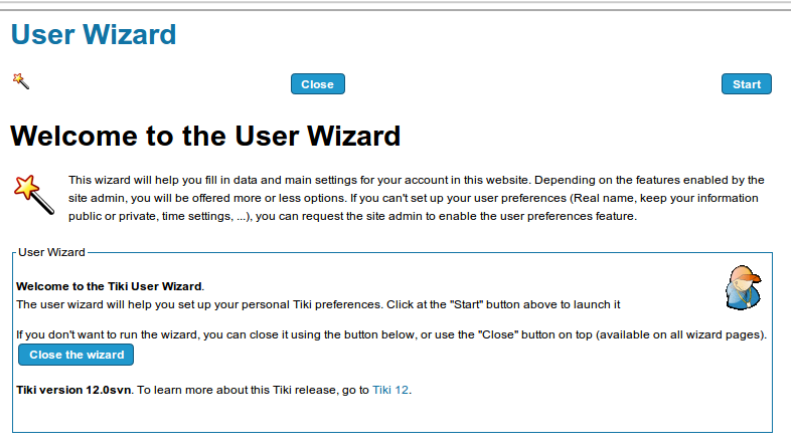 User Wizard
Close
Start
Welcome to the User Wizard
This wizard will help you fill in data and main settings for your account in this website. Depending on the features enabled by the
site admin, you will be offered more or less options. If you can't set up your user preferences (Real name, keep your information
public or private, time settings, ...), you can request the site admin to enable the user preferences feature.
User Wizard
Welcome to the Tiki User Wizard.
The user wizard will help you set up your personal Tiki preferences. Click at the "Start" button above to launch it
If you don't want to run the wizard, you can close it using the button below, or use the "Close" button on top (available on all wizard pages).
Close the wizard
Tiki version 12.0svn. To learn more about this Tiki release, go to Tiki 12.